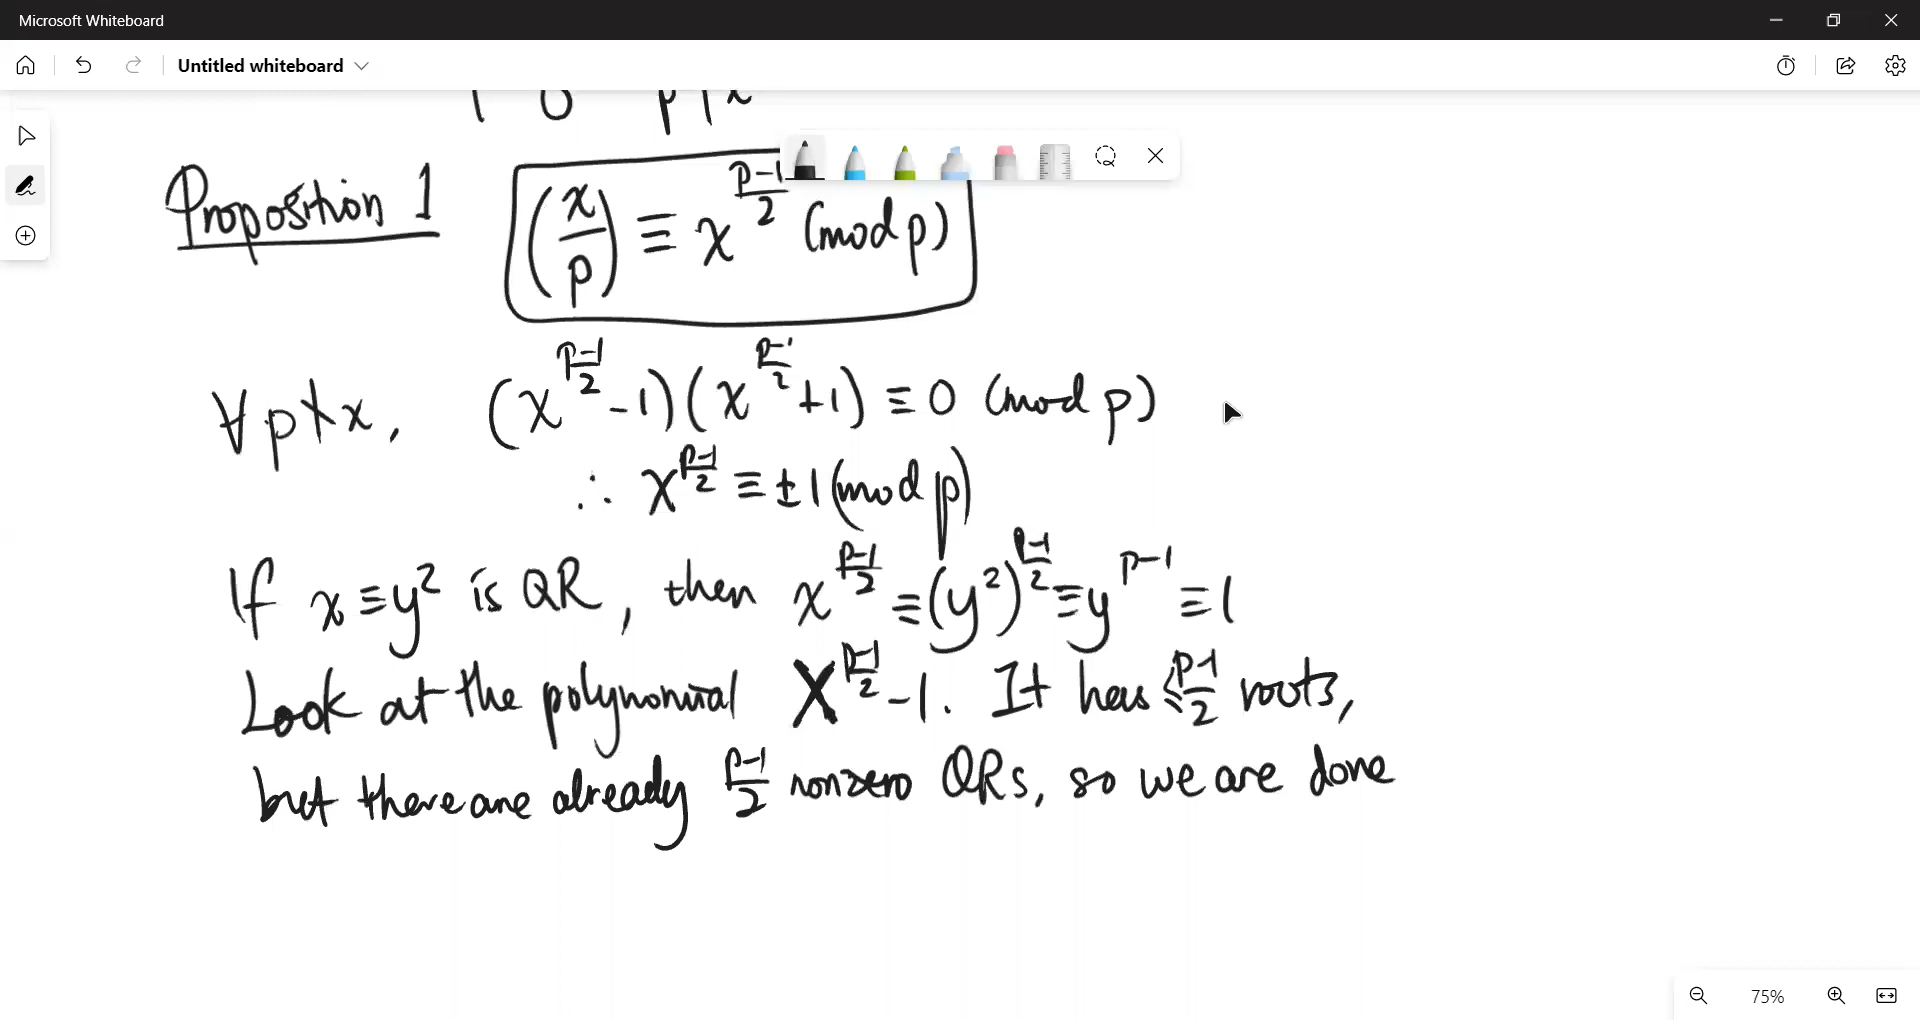 Microsoft Whiteboard
Untitled whiteboard
0 p|x
Proposition 1 (x/p) ≡ x^((p-1)/2) (mod p)
∀ p∤x, (x^((p-1)/2) -1)(x^((p-1)/2) +1) ≡ 0 (mod p)
∴ x^((p-1)/2) ≡ ±1 (mod p)
If x ≡ y² is QR, then x^((p-1)/2) ≡ (y²)^((p-1)/2) ≡ y^(p-1) ≡ 1
Look at the polynomial X^((p-1)/2) -1. It has ≤ (p-1)/2 roots,
but there are already (p-1)/2 nonzero QRs, so we are done
75%